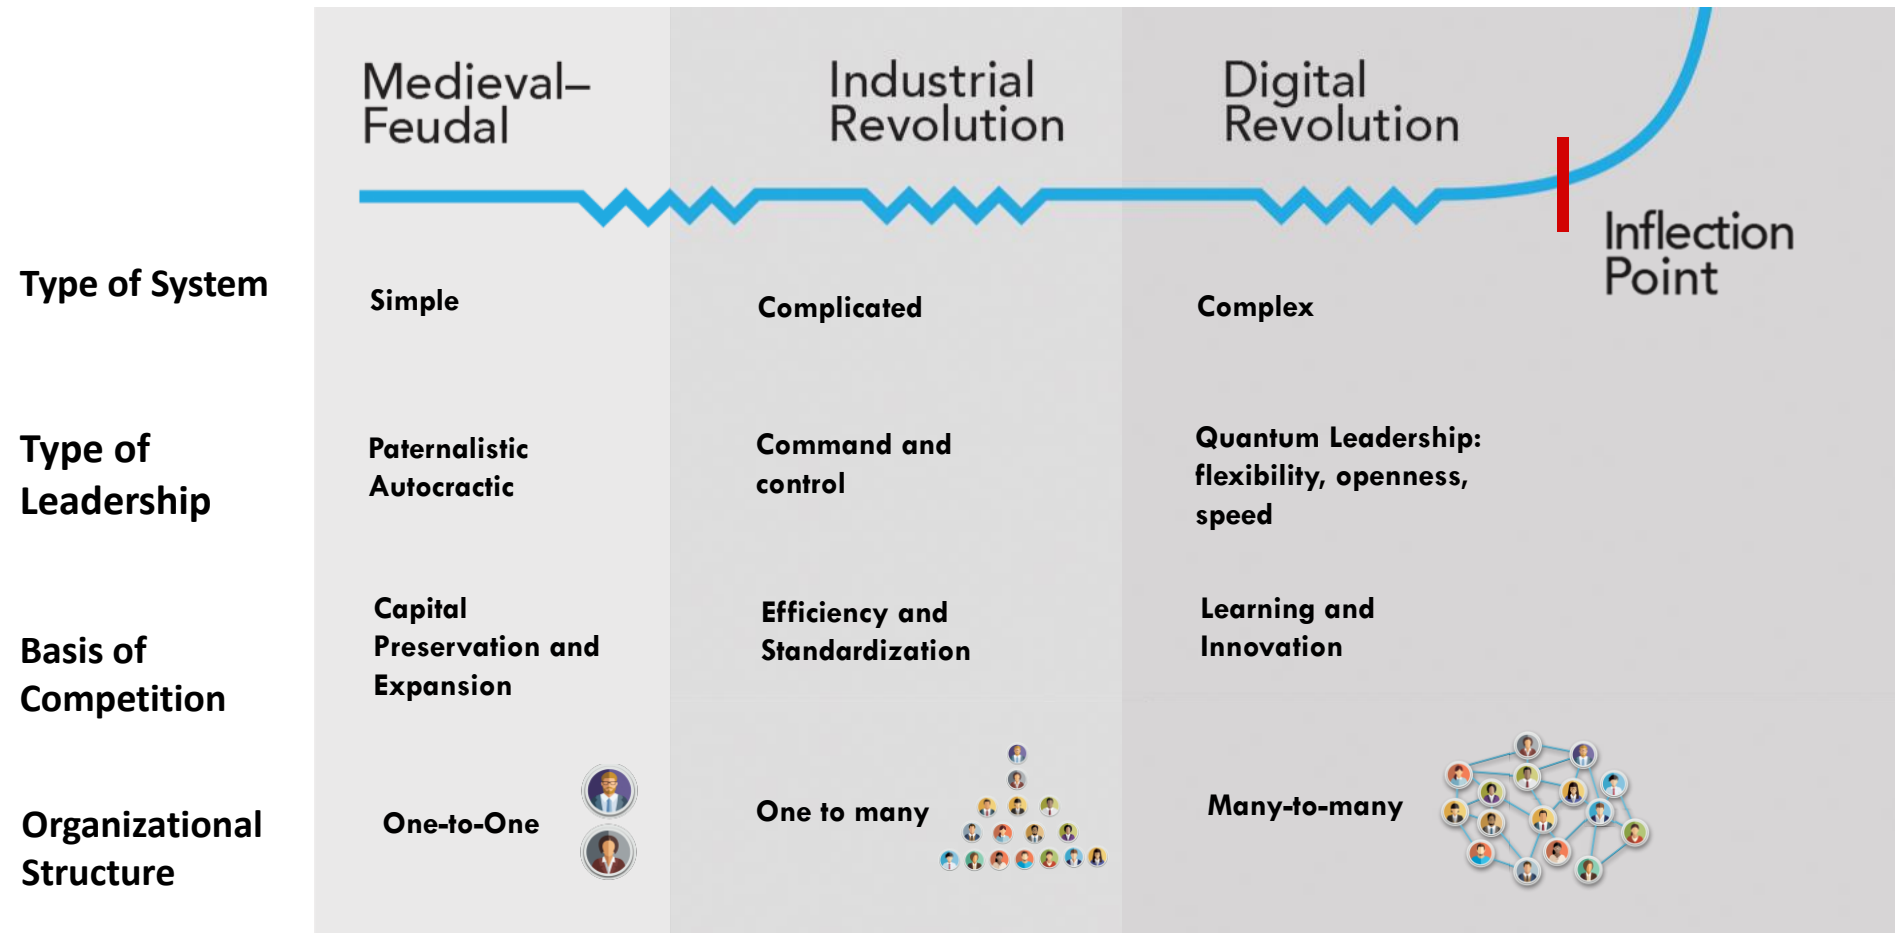 Medieval–
Feudal
Industrial
Revolution
Digital
Revolution
Inflection
Point
Type of System
Simple
Complicated
Complex
Type of
Leadership
Paternalistic
Autocractic
Command and
control
Quantum Leadership:
flexibility, openness,
speed
Basis of
Competition
Capital
Preservation and
Expansion
Efficiency and
Standardization
Learning and
Innovation
Organizational
Structure
One-to-One
One to many
Many-to-many